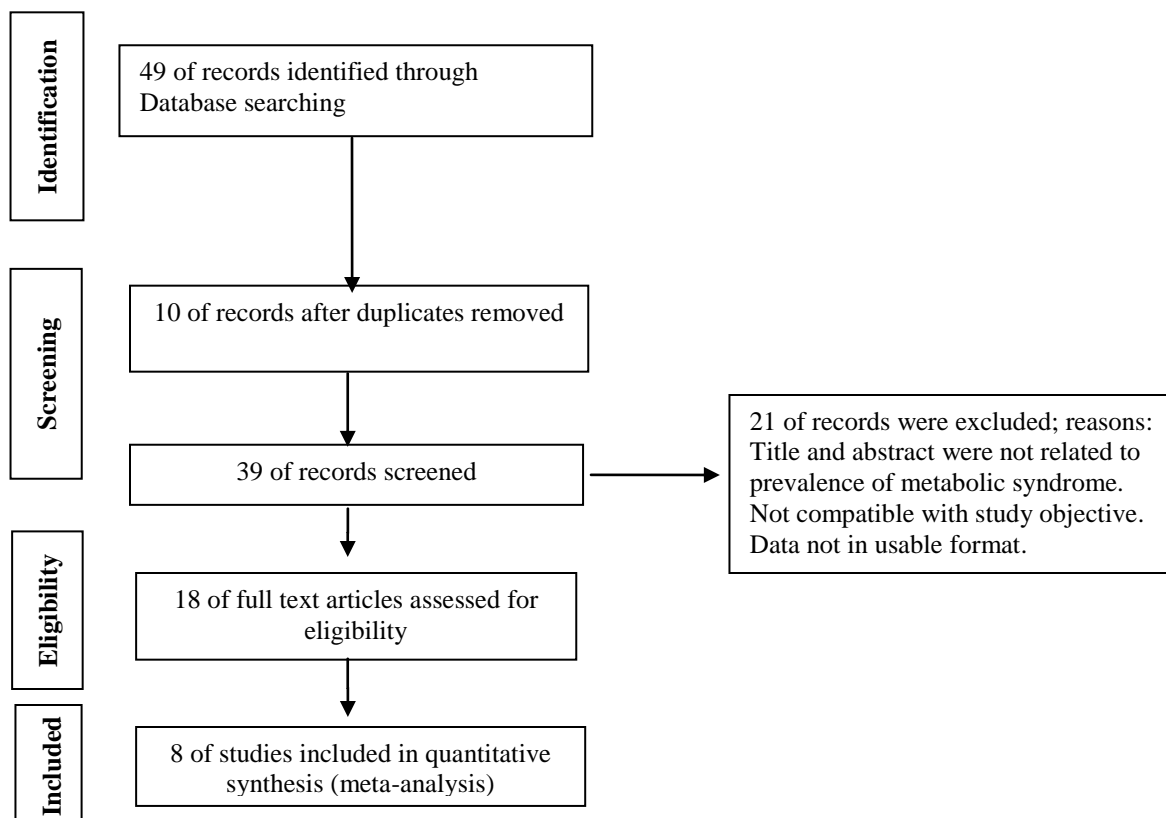 Identification
49 of records identified through
Database searching
Screening
10 of records after duplicates removed
39 of records screened
21 of records were excluded; reasons:
Title and abstract were not related to
prevalence of metabolic syndrome.
Not compatible with study objective.
Data not in usable format.
Eligibility
18 of full text articles assessed for
eligibility
Included
8 of studies included in quantitative
synthesis (meta-analysis)